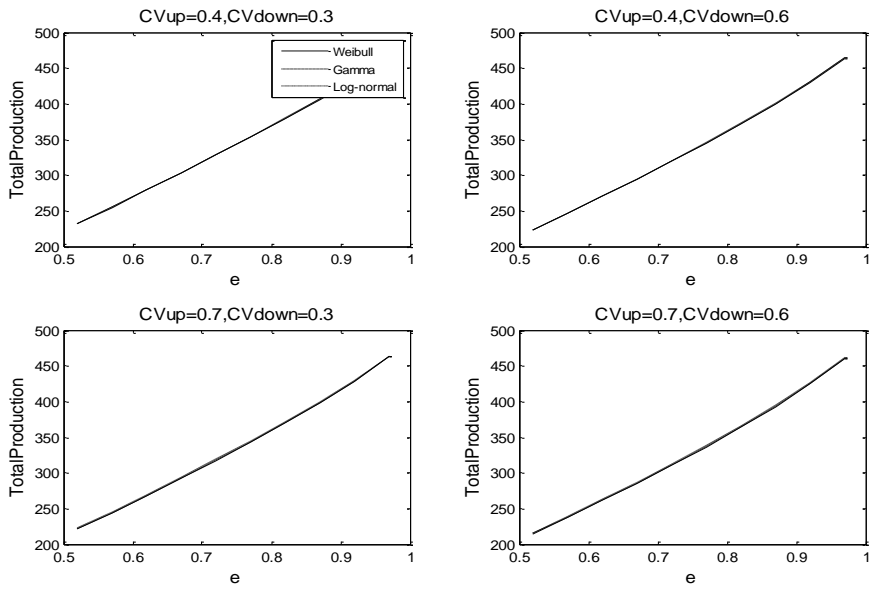 CVup=0.4,CVdown=0.3
500
450
400
350
300
250
200
TotalProduction
Weibull
Gamma
Log-normal
0.5 0.6 0.7 0.8 0.9 1
e
CVup=0.4,CVdown=0.6
500
450
400
350
300
250
200
TotalProduction
0.5 0.6 0.7 0.8 0.9 1
e
CVup=0.7,CVdown=0.3
500
450
400
350
300
250
200
TotalProduction
0.5 0.6 0.7 0.8 0.9 1
e
CVup=0.7,CVdown=0.6
500
450
400
350
300
250
200
TotalProduction
0.5 0.6 0.7 0.8 0.9 1
e